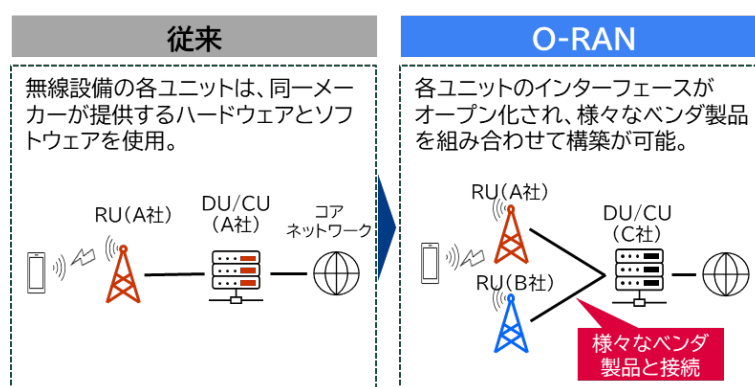 従来
無線設備の各ユニットは、同一メー
カーが提供するハードウェアとソフ
トウェアを使用。
RU(A社)
DU/CU
(A社)
コア
ネットワーク
O-RAN
各ユニットのインターフェースが
オープン化され、様々なベンダ製品
を組み合わせて構築が可能。
RU(A社)
DU/CU
(C社)
RU(B社)
様々なベンダ
製品と接続